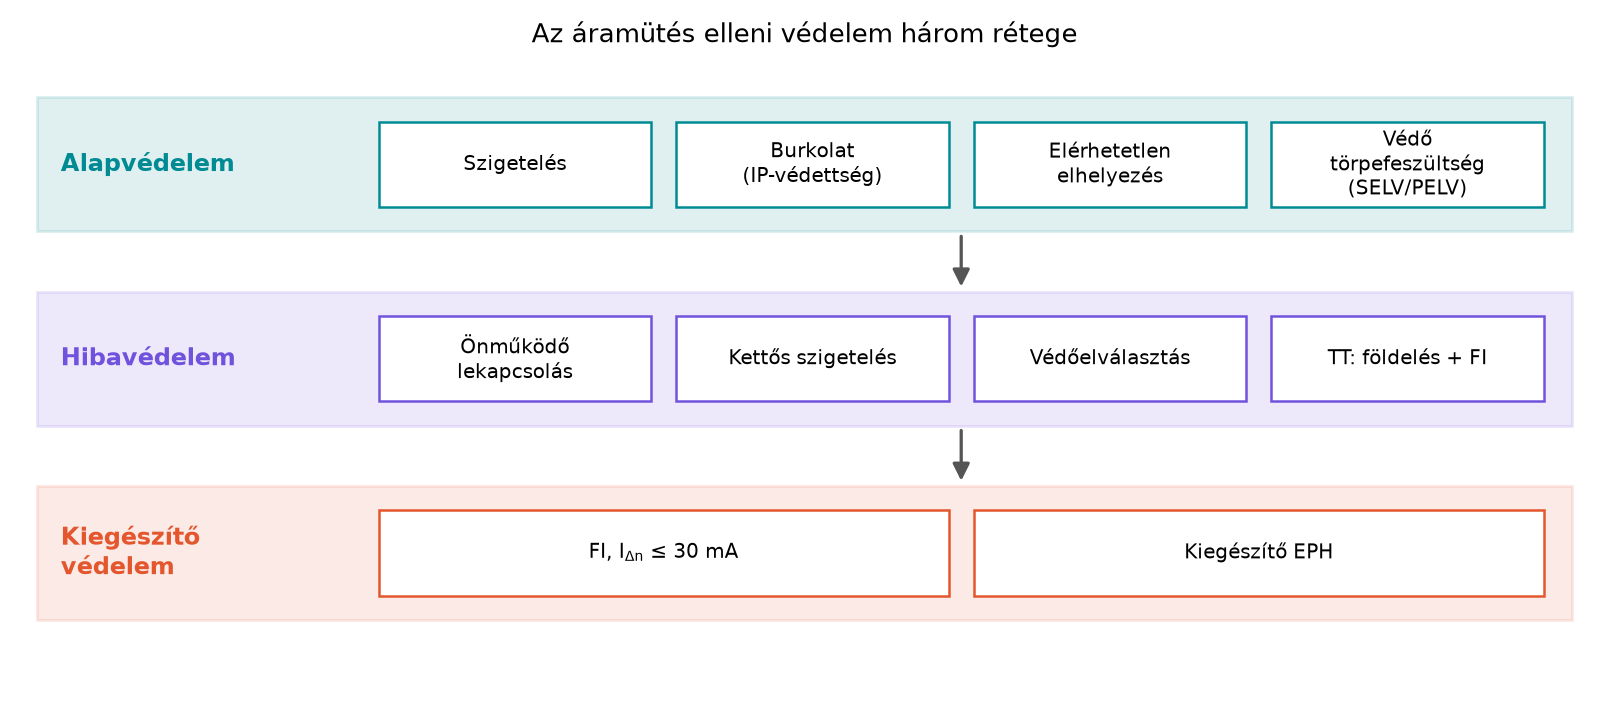 Az áramütés elleni védelem három rétege
Alapvédelem
Szigetelés
Burkolat
(IP-védettség)
Elérhetetlen
elhelyezés
Védő
törpefeszültség
(SELV/PELV)
Hibavédelem
Önműködő
lekapcsolás
Kettős szigetelés
Védőelválasztás
TT: földelés + FI
Kiegészítő
védelem
FI, IΔn ≤ 30 mA
Kiegészítő EPH